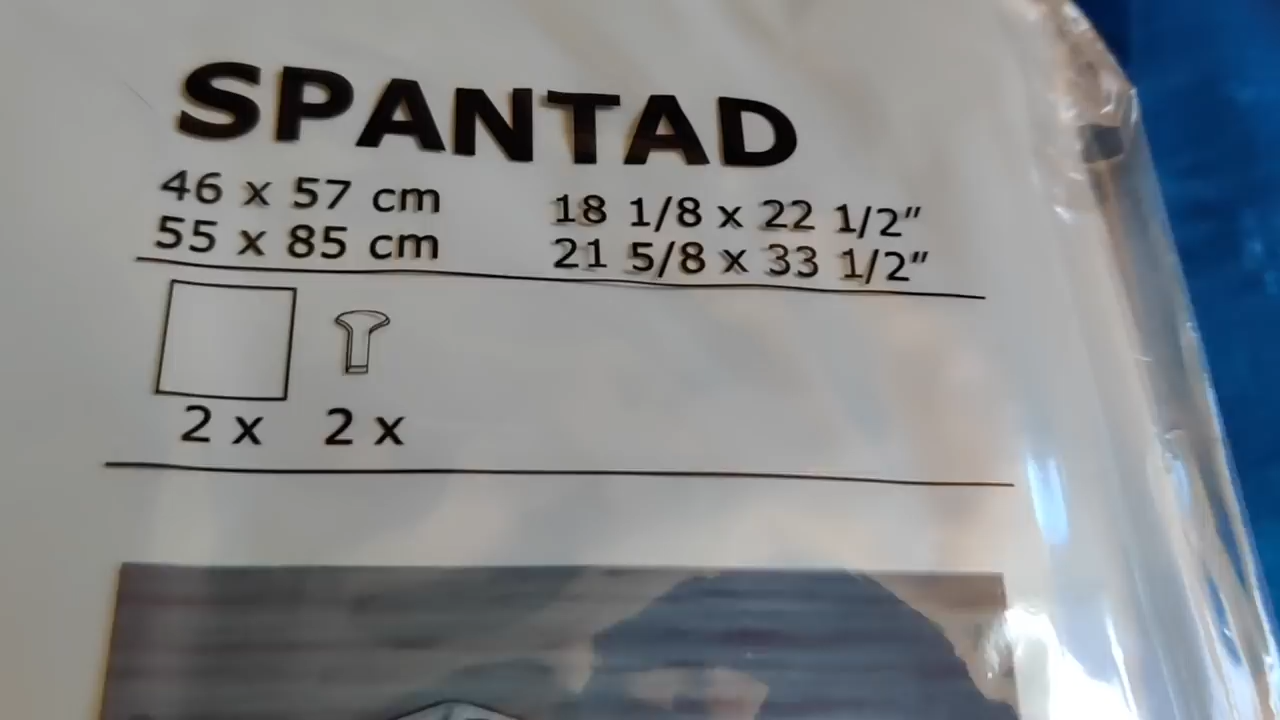 SPANTAD
46 x 57 cm 18 1/8 x 22 1/2″
55 x 85 cm 21 5/8 x 33 1/2″
2 x 2 x